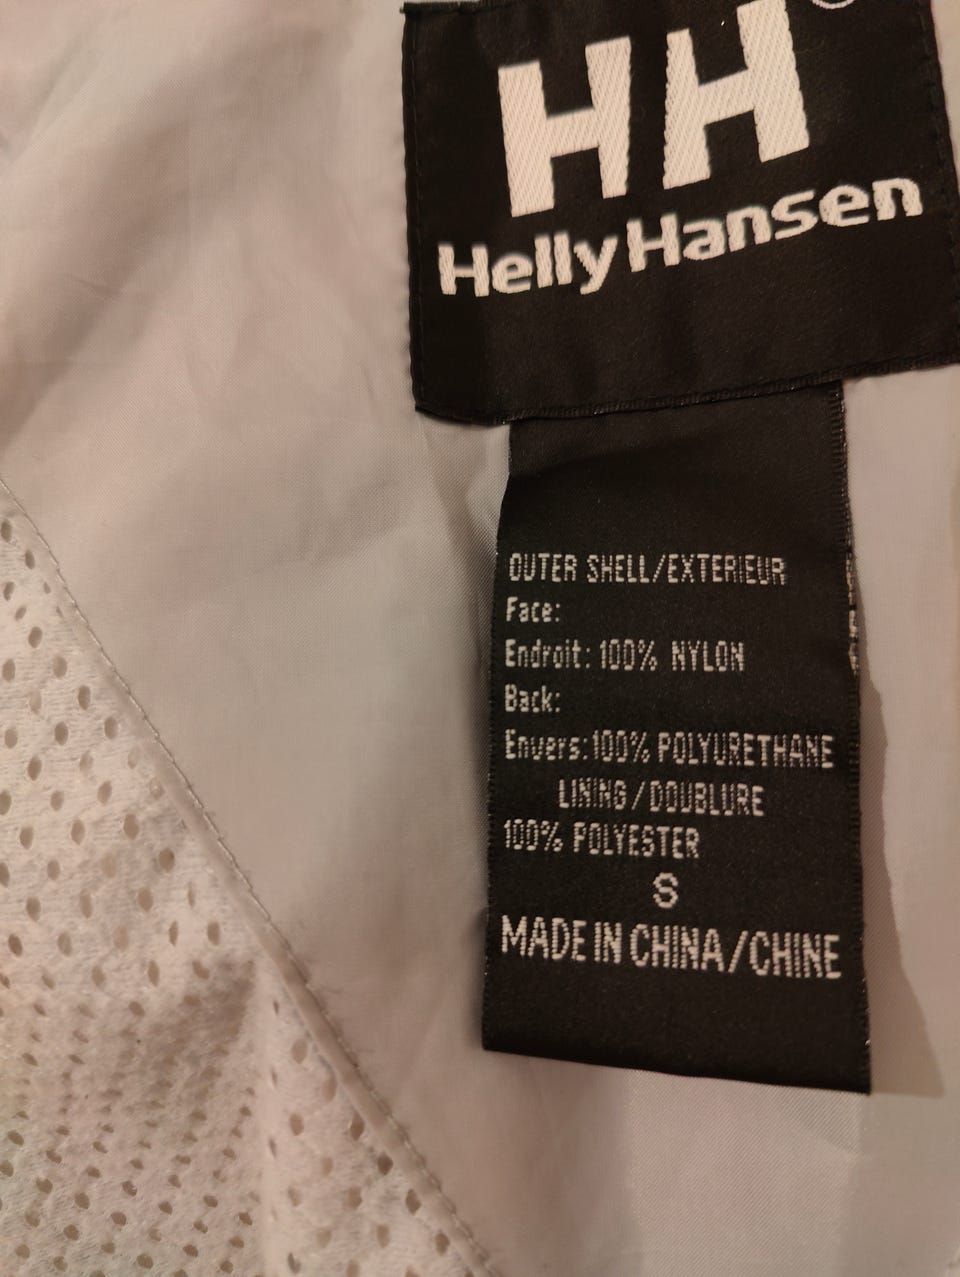 HH
Helly Hansen
OUTER SHELL/EXTERIEUR
Face:
Endroit: 100% NYLON
Back:
Envers:100% POLYURETHANE
LINING/DOUBLURE
100% POLYESTER
S
MADE IN CHINA/CHINE